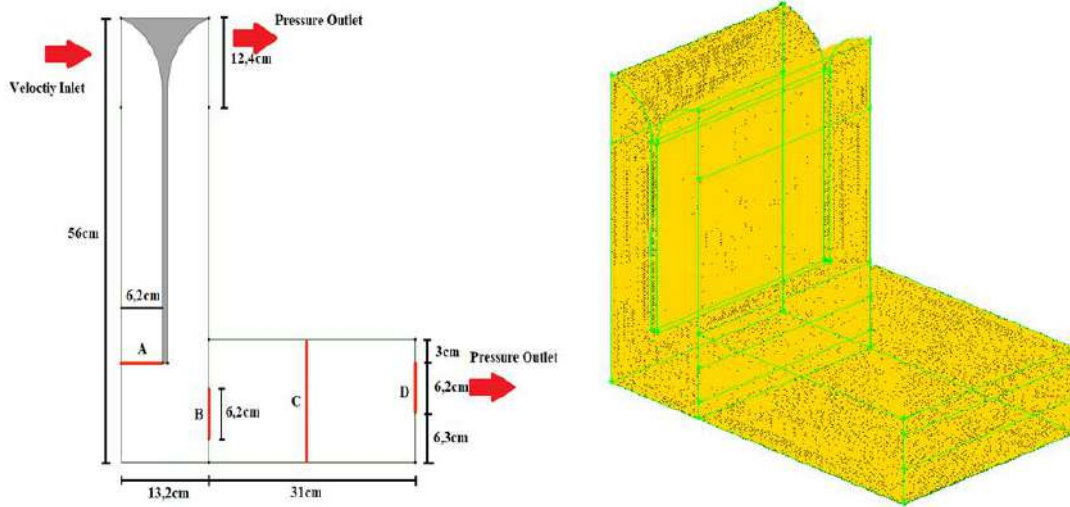 Pressure Outlet
12,4cm
Veloctiy Inlet
56cm
6,2cm
A
B
6,2cm
C
D
3cm
Pressure Outlet
6,2cm
6,3cm
13,2cm
31cm